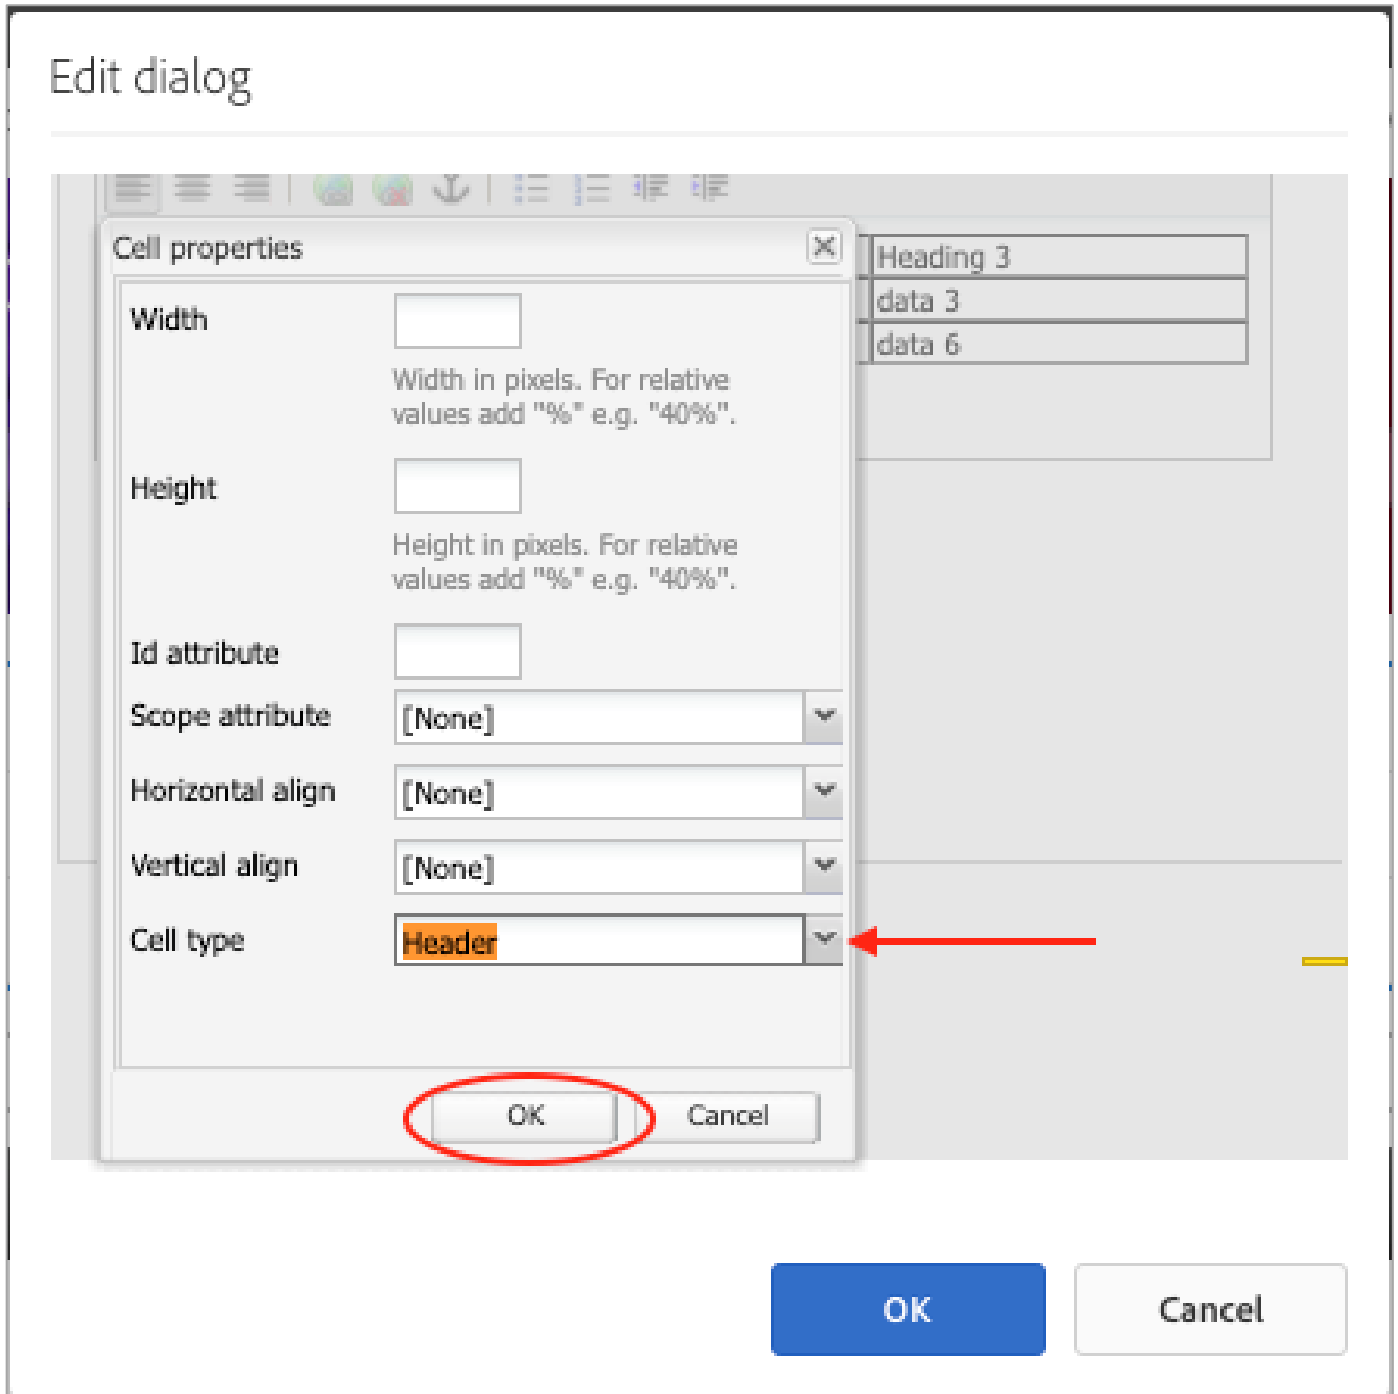 Edit dialog
Cell properties
Heading 3
data 3
data 6
Width
Width in pixels. For relative
values add "%" e.g. "40%".
Height
Height in pixels. For relative
values add "%" e.g. "40%".
Id attribute
Scope attribute [None]
Horizontal align [None]
Vertical align [None]
Cell type Header
OK Cancel
OK Cancel